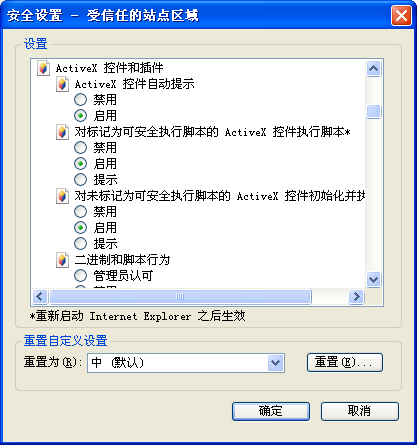 安全设置 - 受信任的站点区域
设置
ActiveX 控件和插件
ActiveX 控件自动提示
禁用
启用
对标记为可安全执行脚本的 ActiveX 控件执行脚本*
禁用
启用
提示
对未标记为可安全执行脚本的 ActiveX 控件初始化并执
禁用
启用
提示
二进制和脚本行为
管理员认可
*重新启动 Internet Explorer 之后生效
重置自定义设置
重置为(R): 中 (默认) 重置(E)...
确定 取消